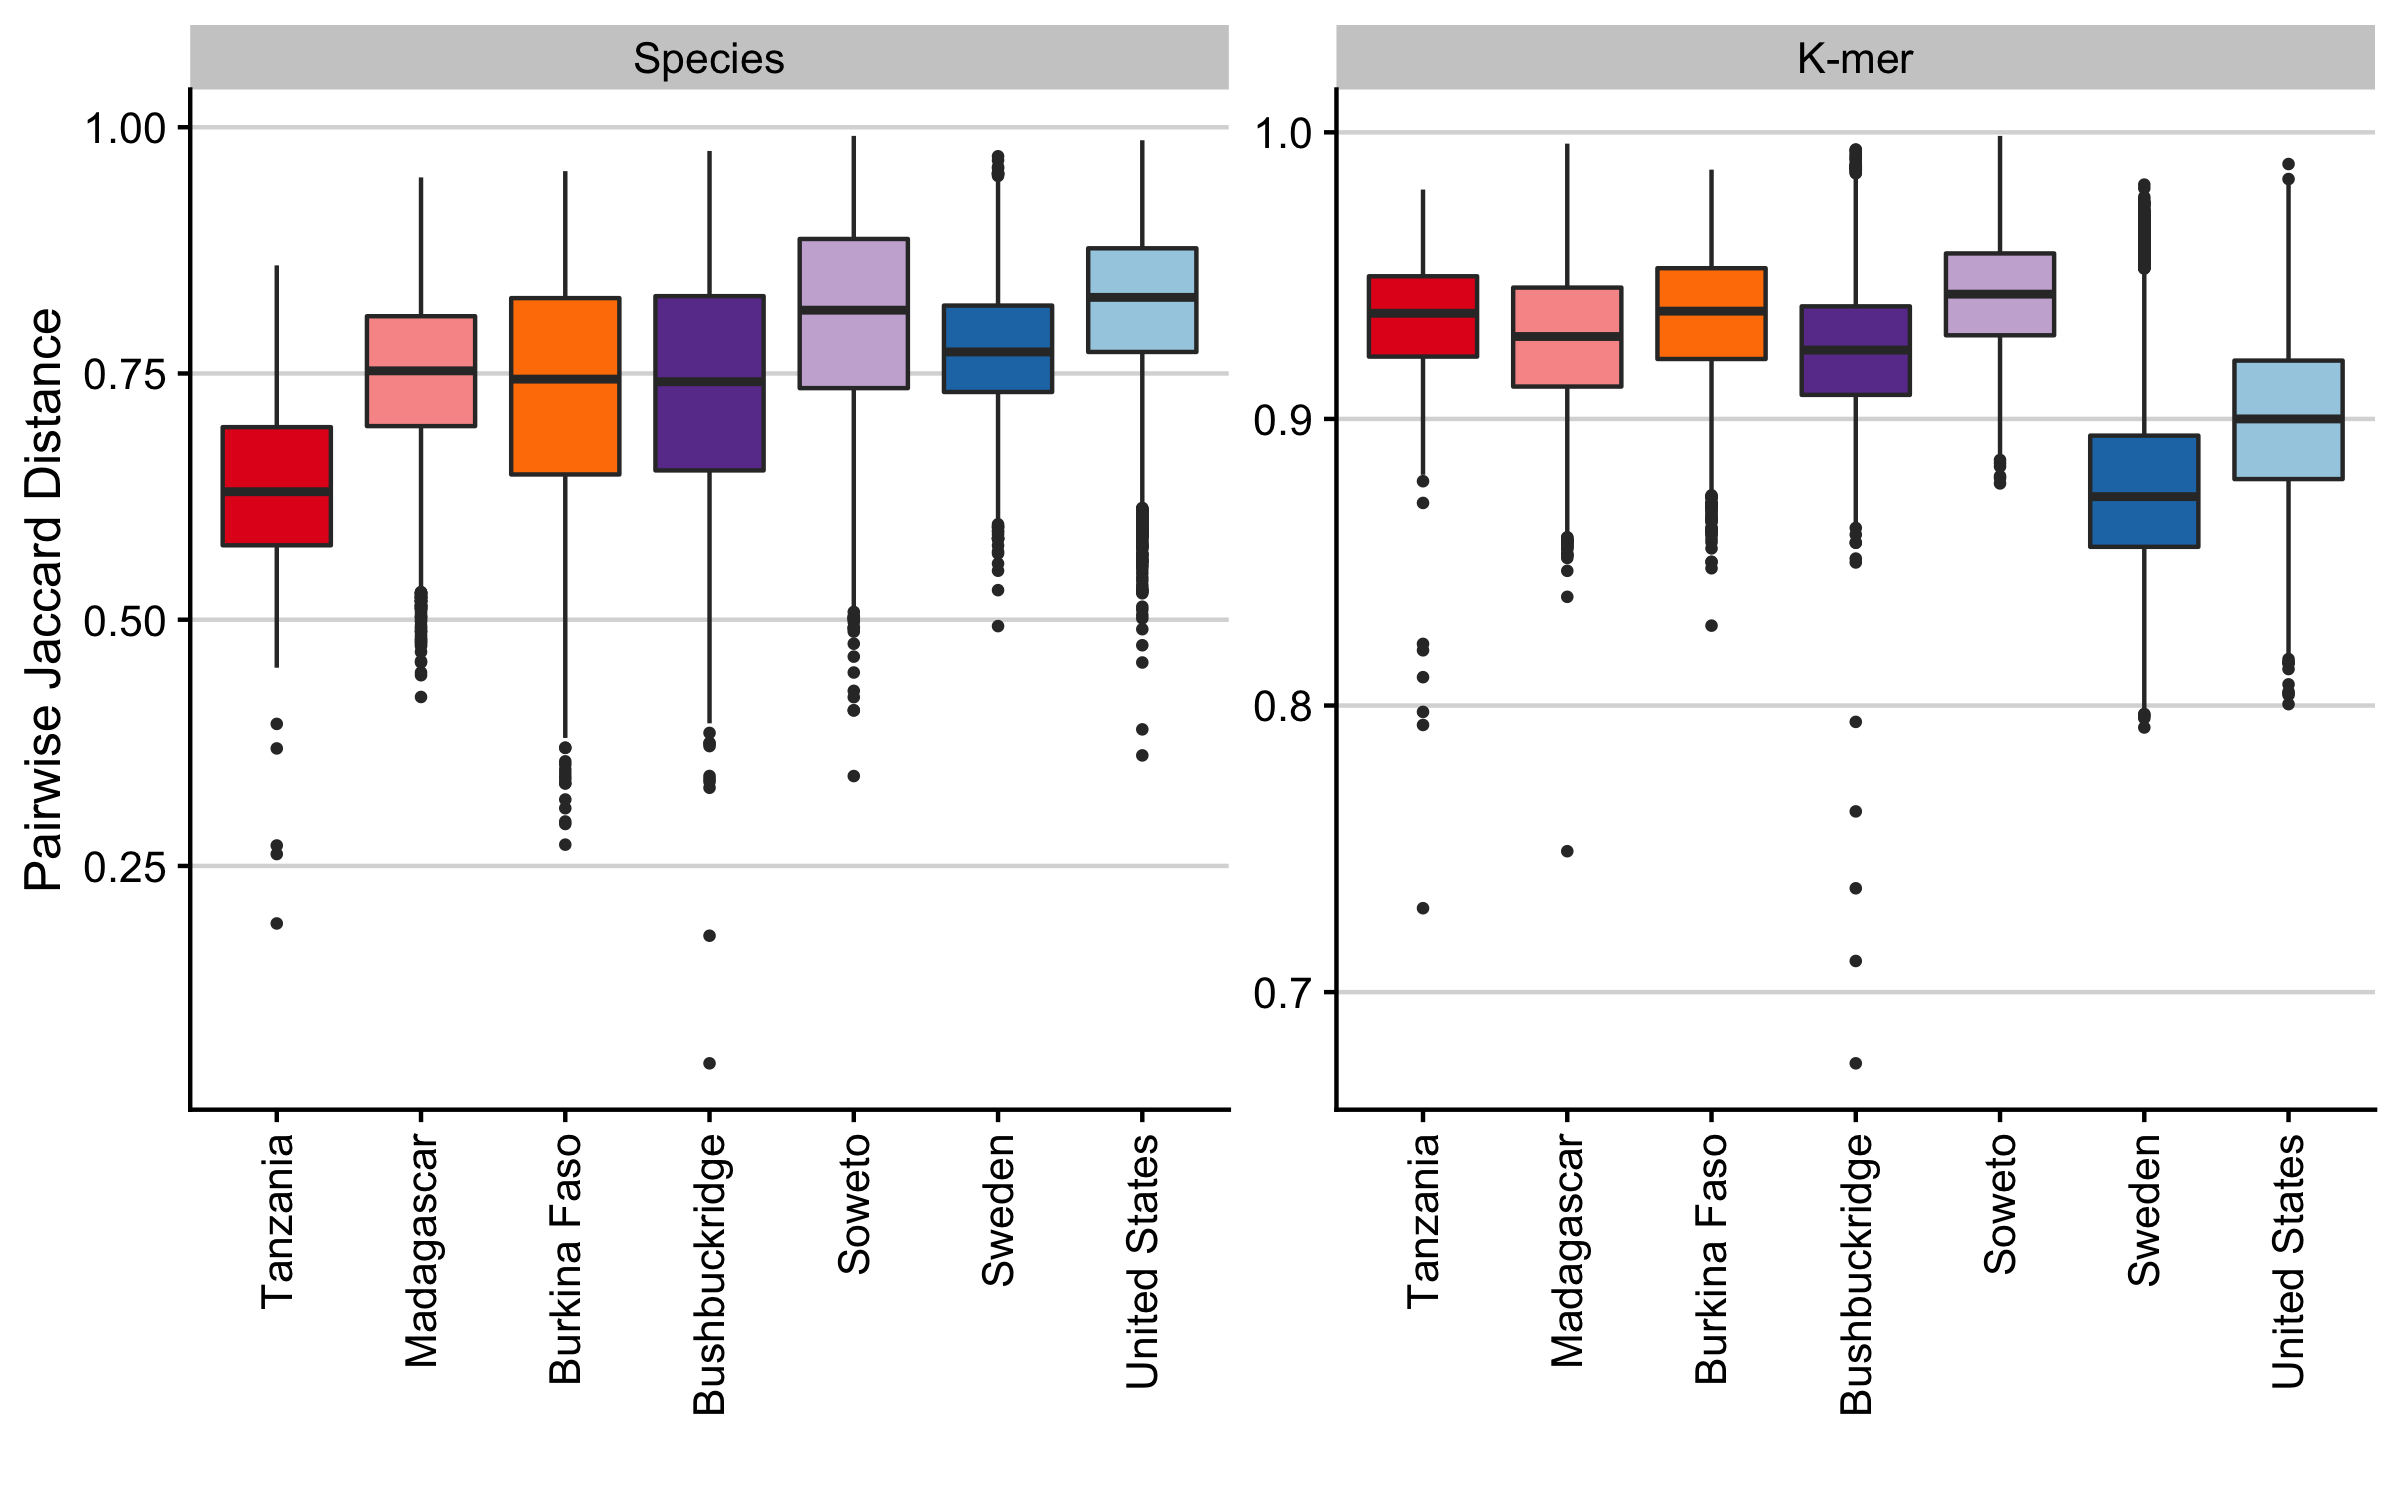 Species
K-mer
Pairwise Jaccard Distance
1.00
0.75
0.50
0.25
1.0
0.9
0.8
0.7
Tanzania
Madagascar
Burkina Faso
Bushbuckridge
Soweto
Sweden
United States
Tanzania
Madagascar
Burkina Faso
Bushbuckridge
Soweto
Sweden
United States